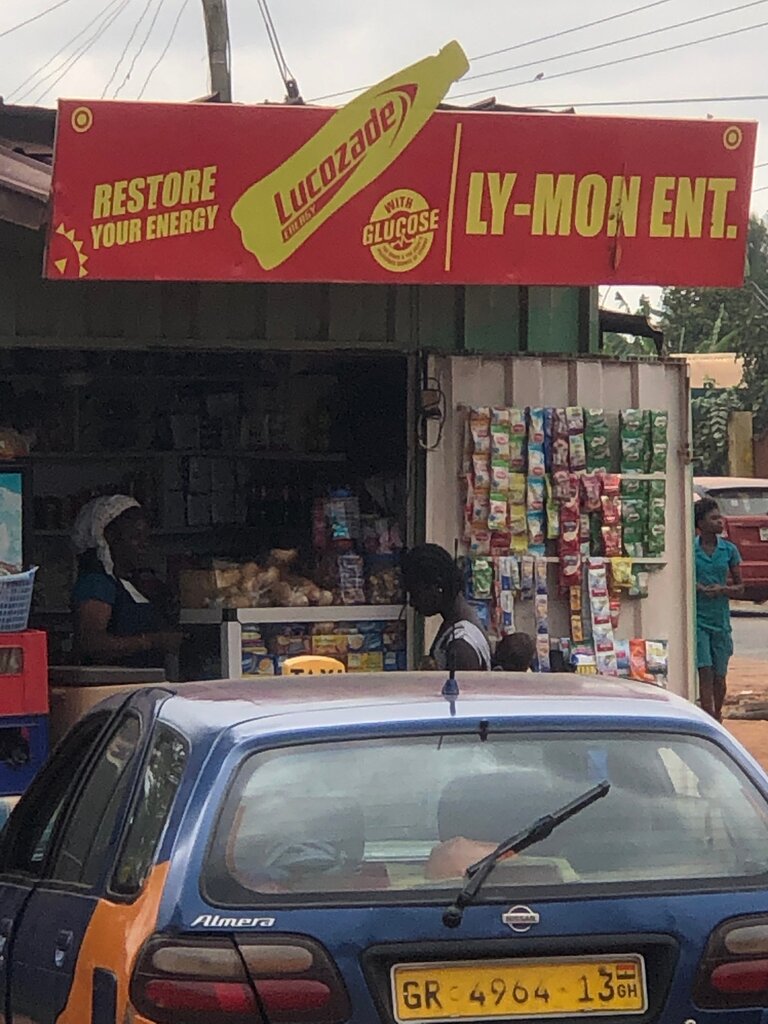 RESTORE
YOUR ENERGY
Lucozade
ENERGY
WITH
GLUCOSE
LY-MON ENT.
TAXI
Almera
NISSAN
GR 4964 13
GH